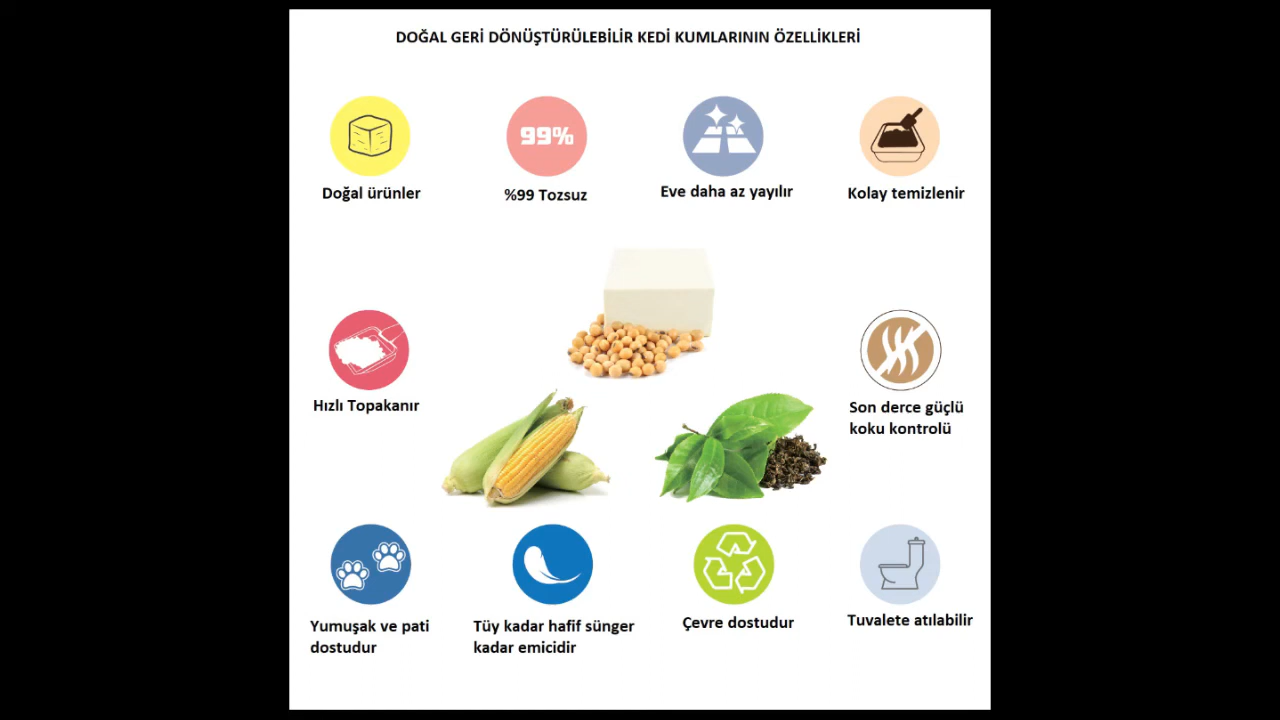 DOĞAL GERİ DÖNÜŞTÜRÜLEBİLİR KEDİ KUMLARININ ÖZELLİKLERİ
99%
Doğal ürünler
%99 Tozsuz
Eve daha az yayılır
Kolay temizlenir
Hızlı Topakanır
Son derce güçlü
koku kontrolü
Yumuşak ve pati
dostudur
Tüy kadar hafif sünger
kadar emicidir
Çevre dostudur
Tuvalete atılabilir